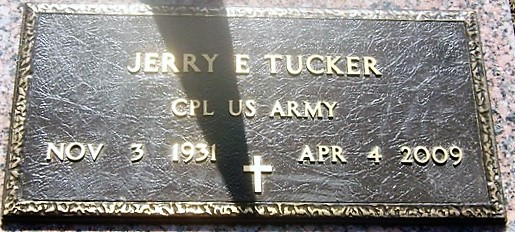 JERRY E TUCKER
CPL US ARMY
NOV 3 1931 APR 4 2009